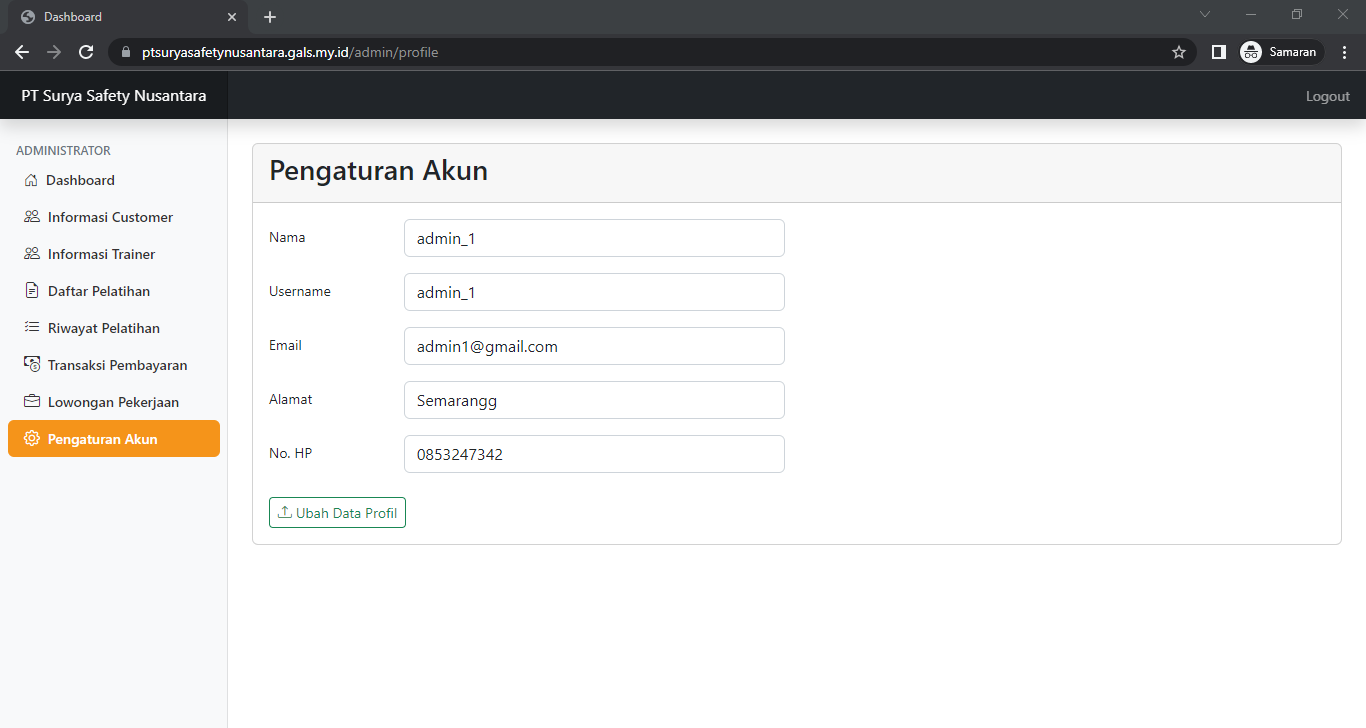 Dashboard
ptsuryasafetynusantara.gals.my.id/admin/profile
Samaran
PT Surya Safety Nusantara
Logout
ADMINISTRATOR
Dashboard
Informasi Customer
Informasi Trainer
Daftar Pelatihan
Riwayat Pelatihan
Transaksi Pembayaran
Lowongan Pekerjaan
Pengaturan Akun
Pengaturan Akun
Nama
admin_1
Username
admin_1
Email
admin1@gmail.com
Alamat
Semarangg
No. HP
0853247342
Ubah Data Profil